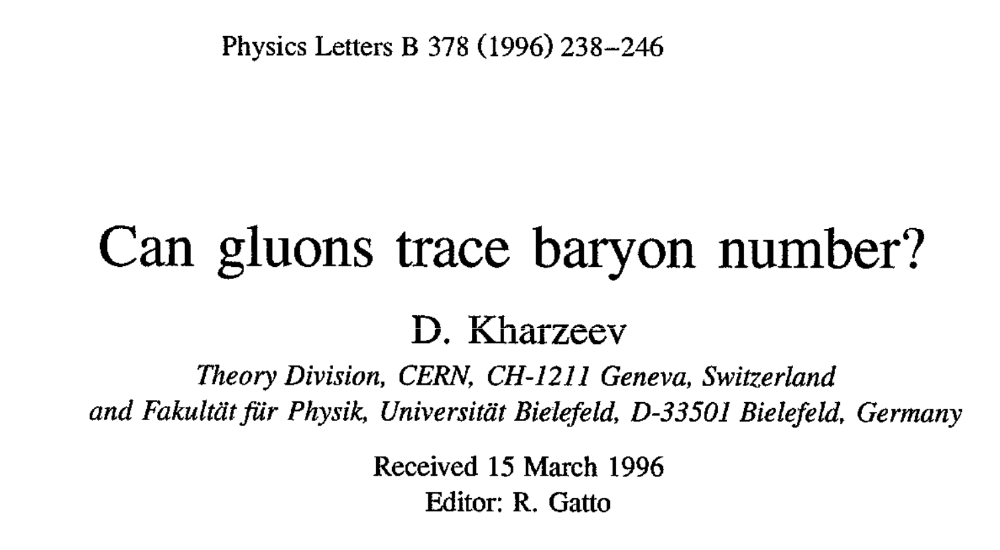 Physics Letters B 378 (1996) 238–246
Can gluons trace baryon number?
D. Kharzeev
Theory Division, CERN, CH-1211 Geneva, Switzerland
and Fakultät für Physik, Universität Bielefeld, D-33501 Bielefeld, Germany
Received 15 March 1996
Editor: R. Gatto